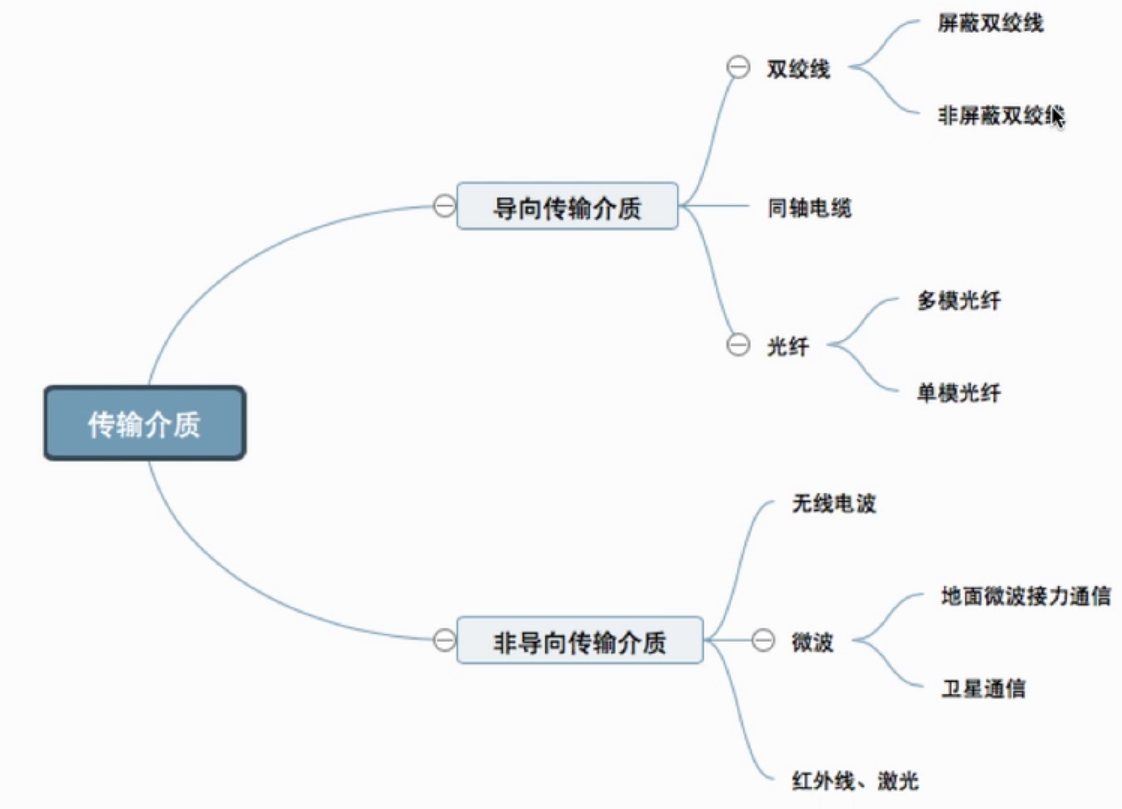 屏蔽双绞线
双绞线
非屏蔽双绞线
导向传输介质
同轴电缆
多模光纤
光纤
单模光纤
传输介质
无线电波
地面微波接力通信
非导向传输介质
微波
卫星通信
红外线、激光